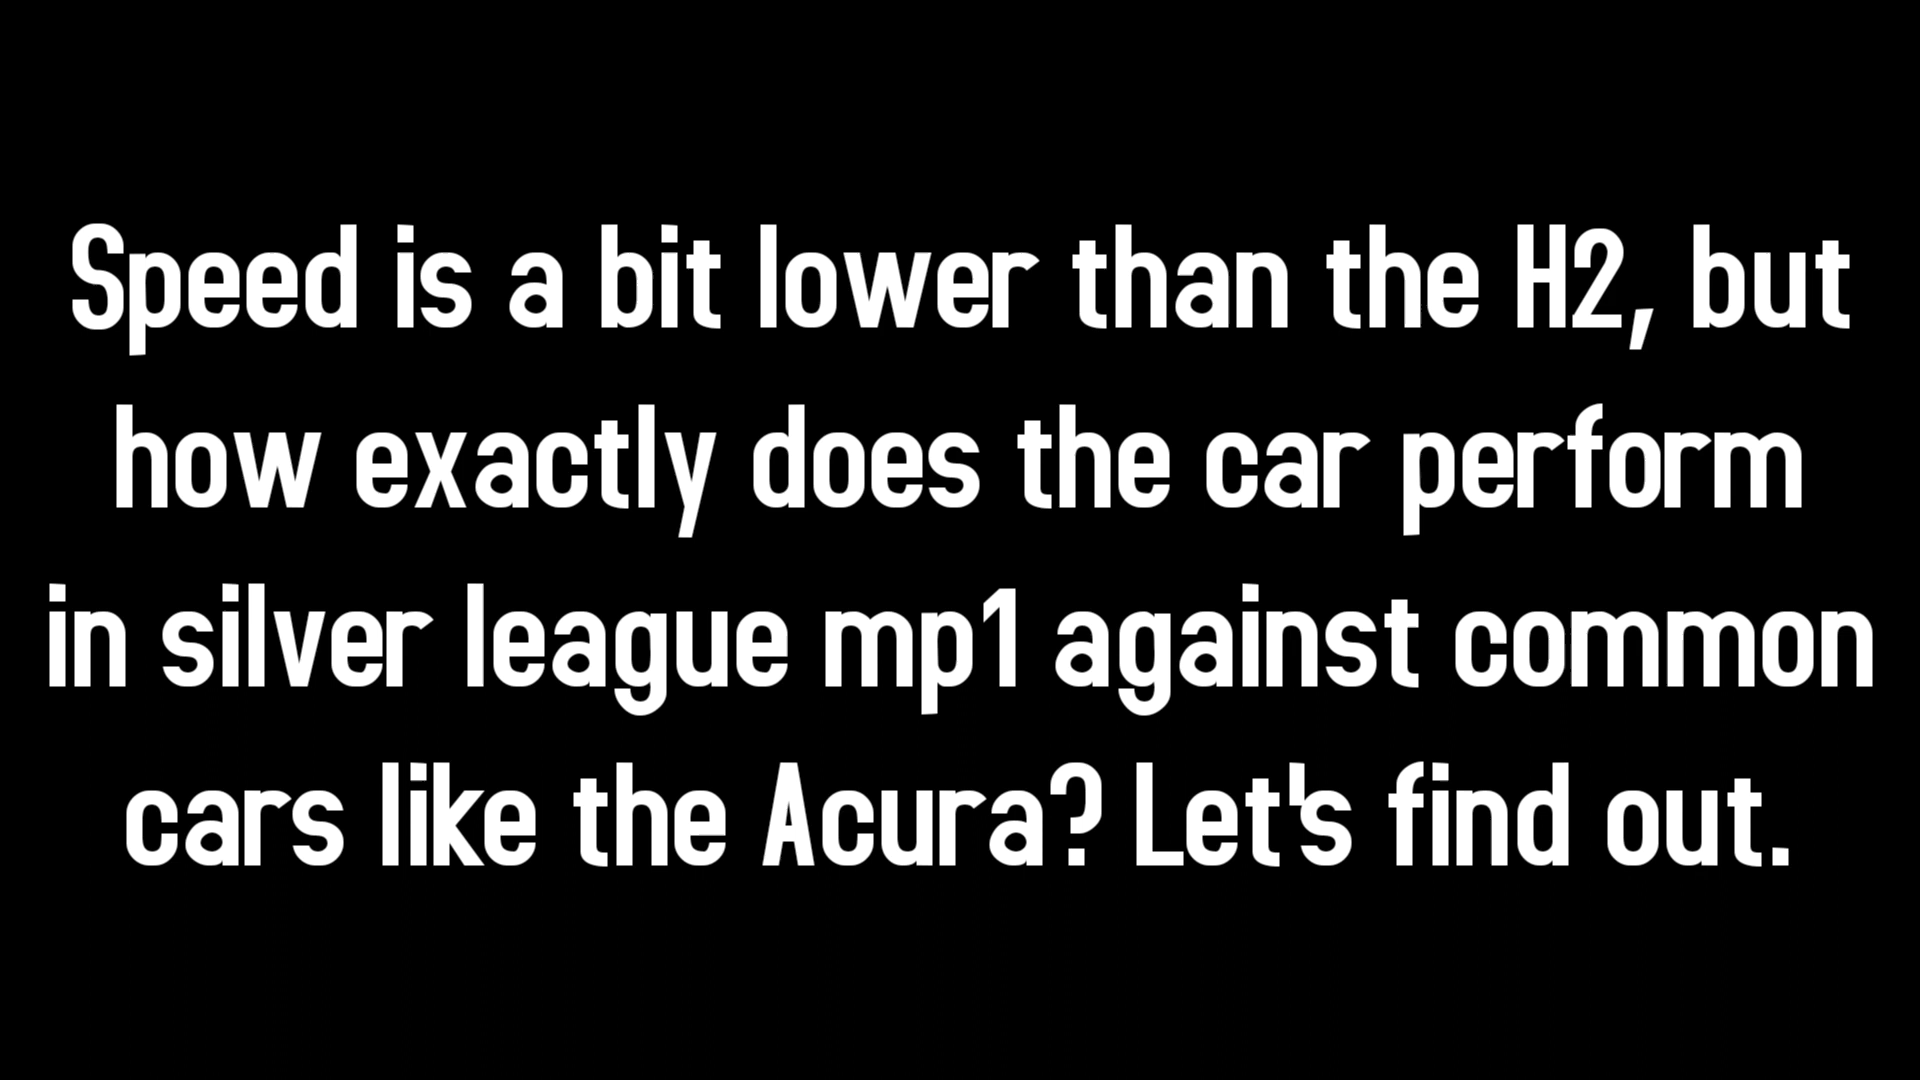 Speed is a bit lower than the H2, but
how exactly does the car perform
in silver league mp1 against common
cars like the Acura? Let's find out.